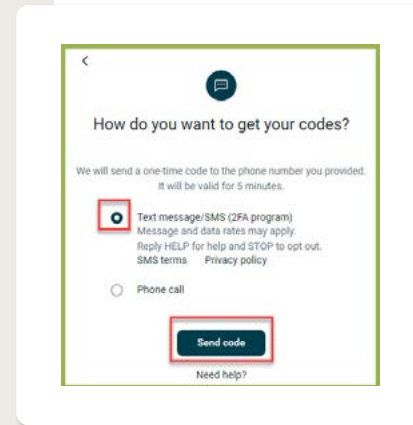 How do you want to get your codes?
We will send a one-time code to the phone number you provided.
It will be valid for 5 minutes.
Text message/SMS (2FA program)
Message and data rates may apply.
Reply HELP for help and STOP to opt out.
SMS terms Privacy policy
Phone call
Send code
Need help?